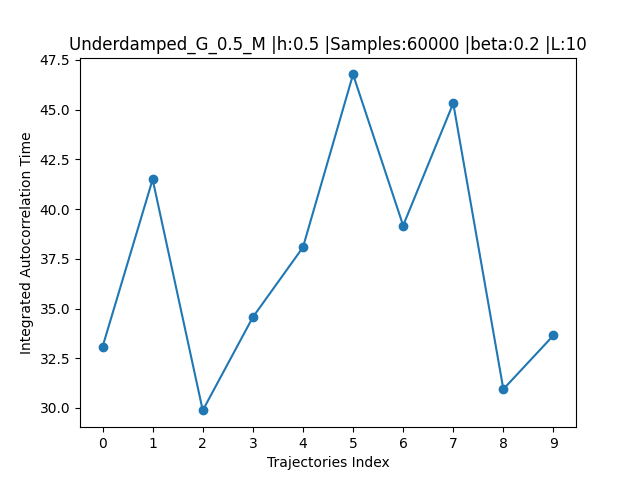 Underdamped_G_0.5_M |h:0.5 |Samples:60000 |beta:0.2 |L:10
47.5
45.0
42.5
40.0
37.5
35.0
32.5
30.0
Integrated Autocorrelation Time
0 1 2 3 4 5 6 7 8 9
Trajectories Index